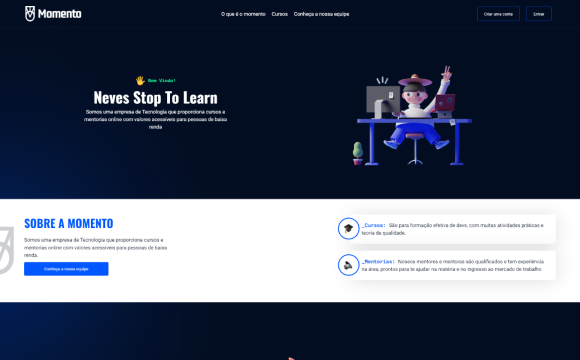 Momento
O que é o momento Cursos Conheça a nossa equipe
Criar uma conta
Entrar
Bem Vindo!
Neves Stop To Learn
Somos uma empresa de Tecnologia que proporciona cursos e
mentorias online com valores acessíveis para pessoas de baixa
renda
SOBRE A MOMENTO
Somos uma empresa de Tecnologia que proporciona cursos e
mentorias online com valores acessíveis para pessoas de baixa
renda.
Conheça a nossa equipe
_Cursos: São para formação efetiva de devs, com muitas atividades práticas e
teoria de qualidade.
_Mentorias: Nossos mentores e mentoras são qualificados e tem experiência
na área, prontos para te ajudar na matéria e no ingresso ao mercado de trabalho